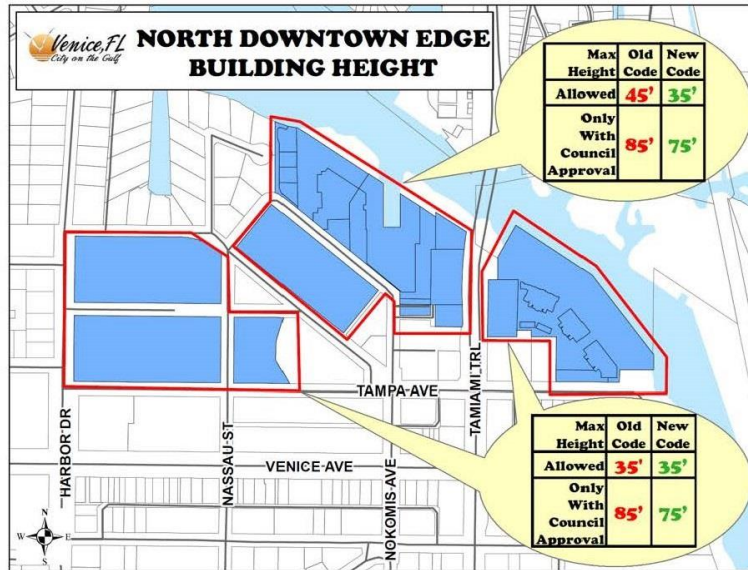 Venice, FL
City on the Gulf
NORTH DOWNTOWN EDGE
BUILDING HEIGHT
Max Height Old Code New Code
Allowed 45' 35'
Only With Council Approval 85' 75'
HARBOR DR
NASSAU ST
TAMPA AVE
VENICE AVE
NOKOMIS AVE
TAMIAMI TRL
Max Height Old Code New Code
Allowed 35' 35'
Only With Council Approval 85' 75'
N
W E
S